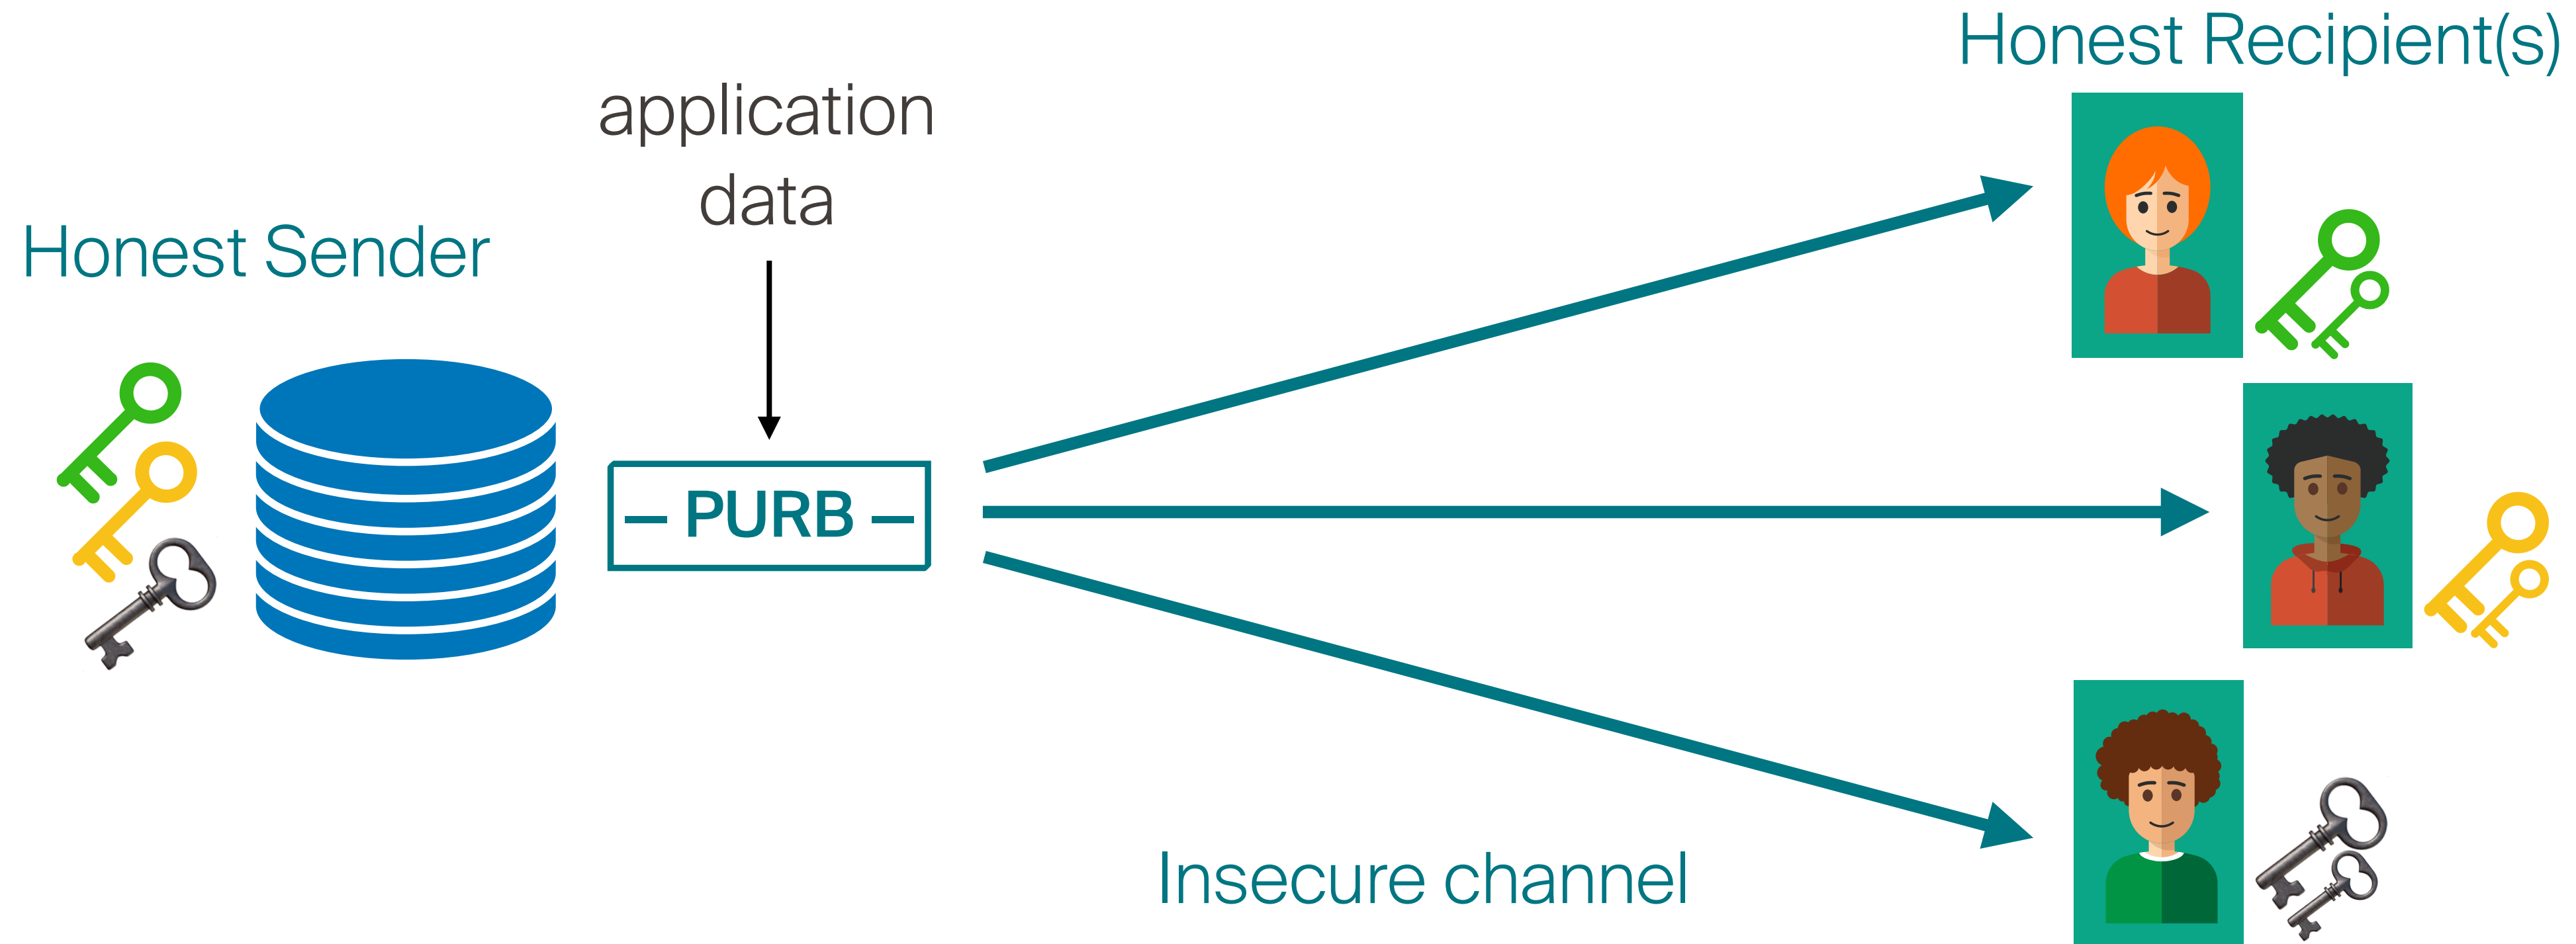 Honest Recipient(s)
application
data
Honest Sender
– PURB –
Insecure channel